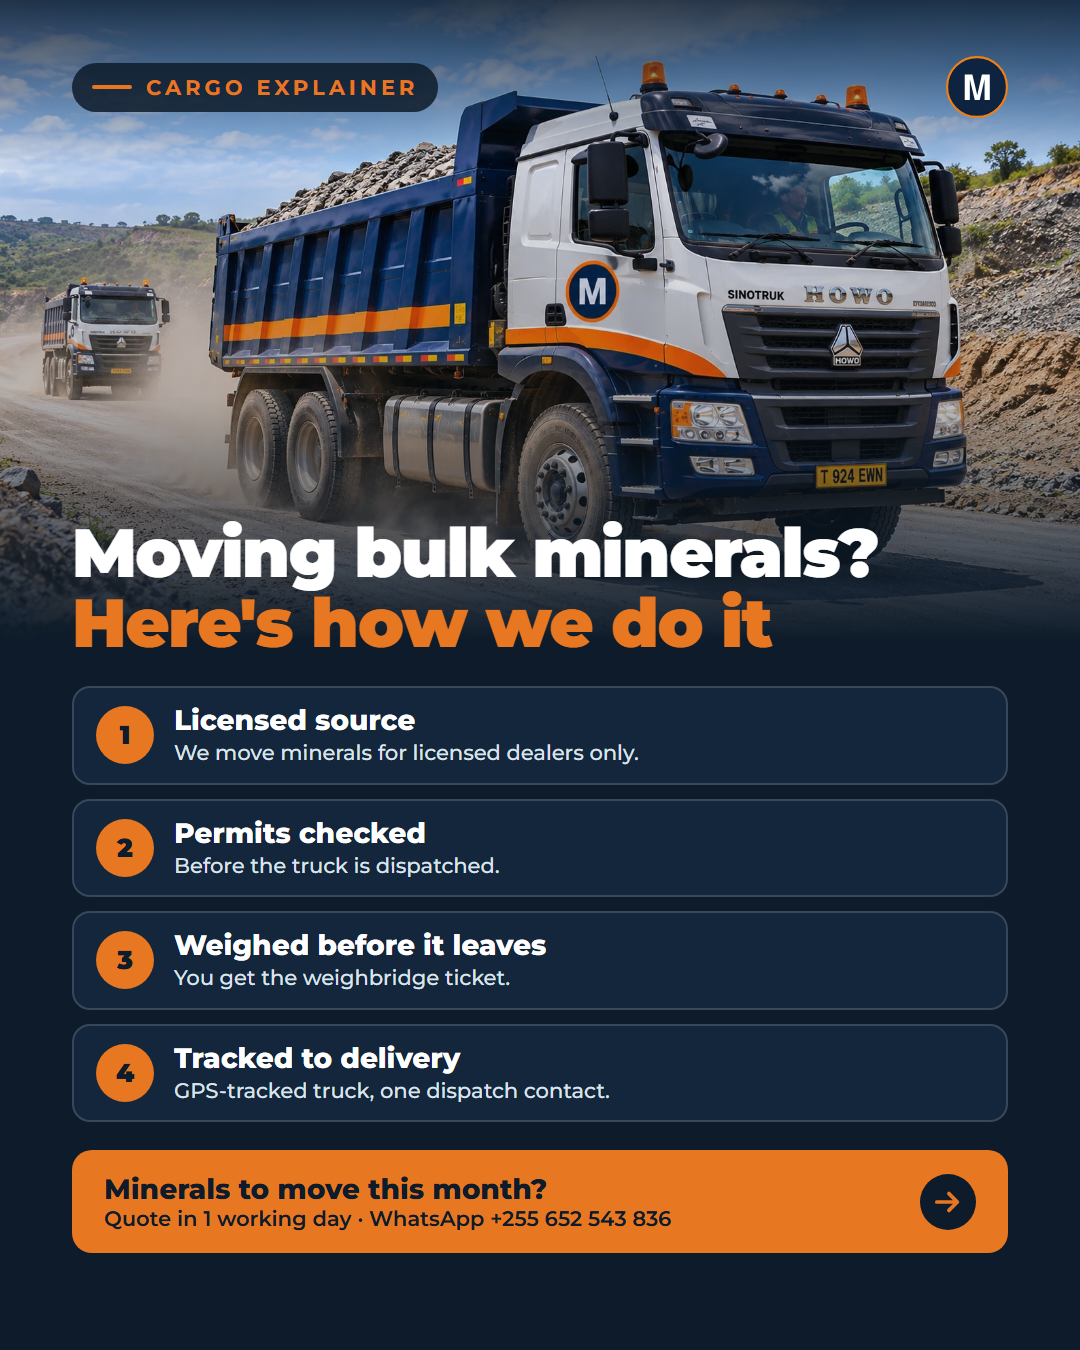 CARGO EXPLAINER
M
M
SINOTRUK HOWO
HOWO
T 924 EWN
Moving bulk minerals?
Here's how we do it
1
Licensed source
We move minerals for licensed dealers only.
2
Permits checked
Before the truck is dispatched.
3
Weighed before it leaves
You get the weighbridge ticket.
4
Tracked to delivery
GPS-tracked truck, one dispatch contact.
Minerals to move this month?
Quote in 1 working day · WhatsApp +255 652 543 836